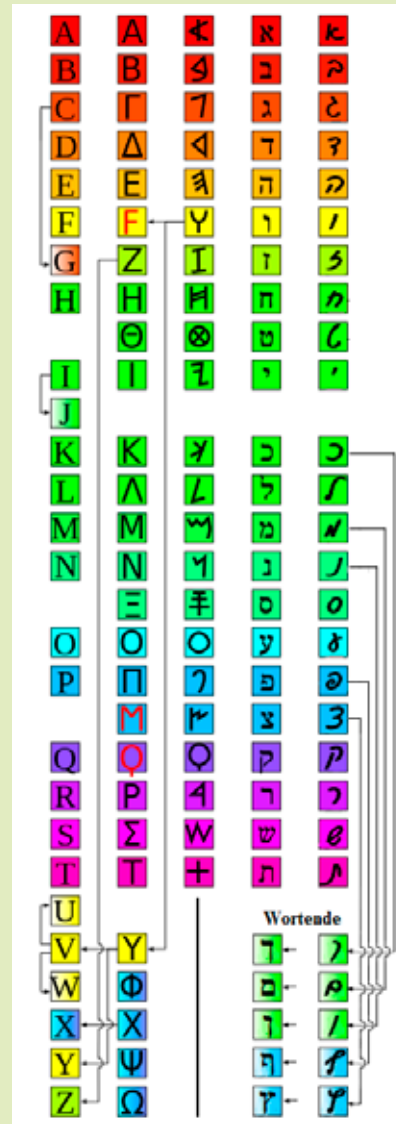 A Α 𐤀 א א
B Β 𐤁 ב ב
C Γ 𐤂 ג ג
D Δ 𐤃 ד ד
E Ε 𐤄 ה ה
F Ϝ 𐤅 ו ו
G Ζ 𐤆 ז ז
H Η 𐤇 ח ח
Θ 𐤈 ט ט
I Ι 𐤉 י י
J
K Κ 𐤊 כ כ
L Λ 𐤋 ל ל
M Μ 𐤌 מ מ
N Ν 𐤍 נ נ
Ξ 𐤎 ס ס
O Ο 𐤏 ע ע
P Π 𐤐 פ פ
Ϻ 𐤑 צ צ
Q Ϙ 𐤒 ק ק
R Ρ 𐤓 ר ר
S Σ 𐤔 ש ש
T Τ 𐤕 ת ת
U Wortende
V Υ ך ך
W Φ ם ם
X Χ ן ן
Y Ψ ף ף
Z Ω ץ ץ